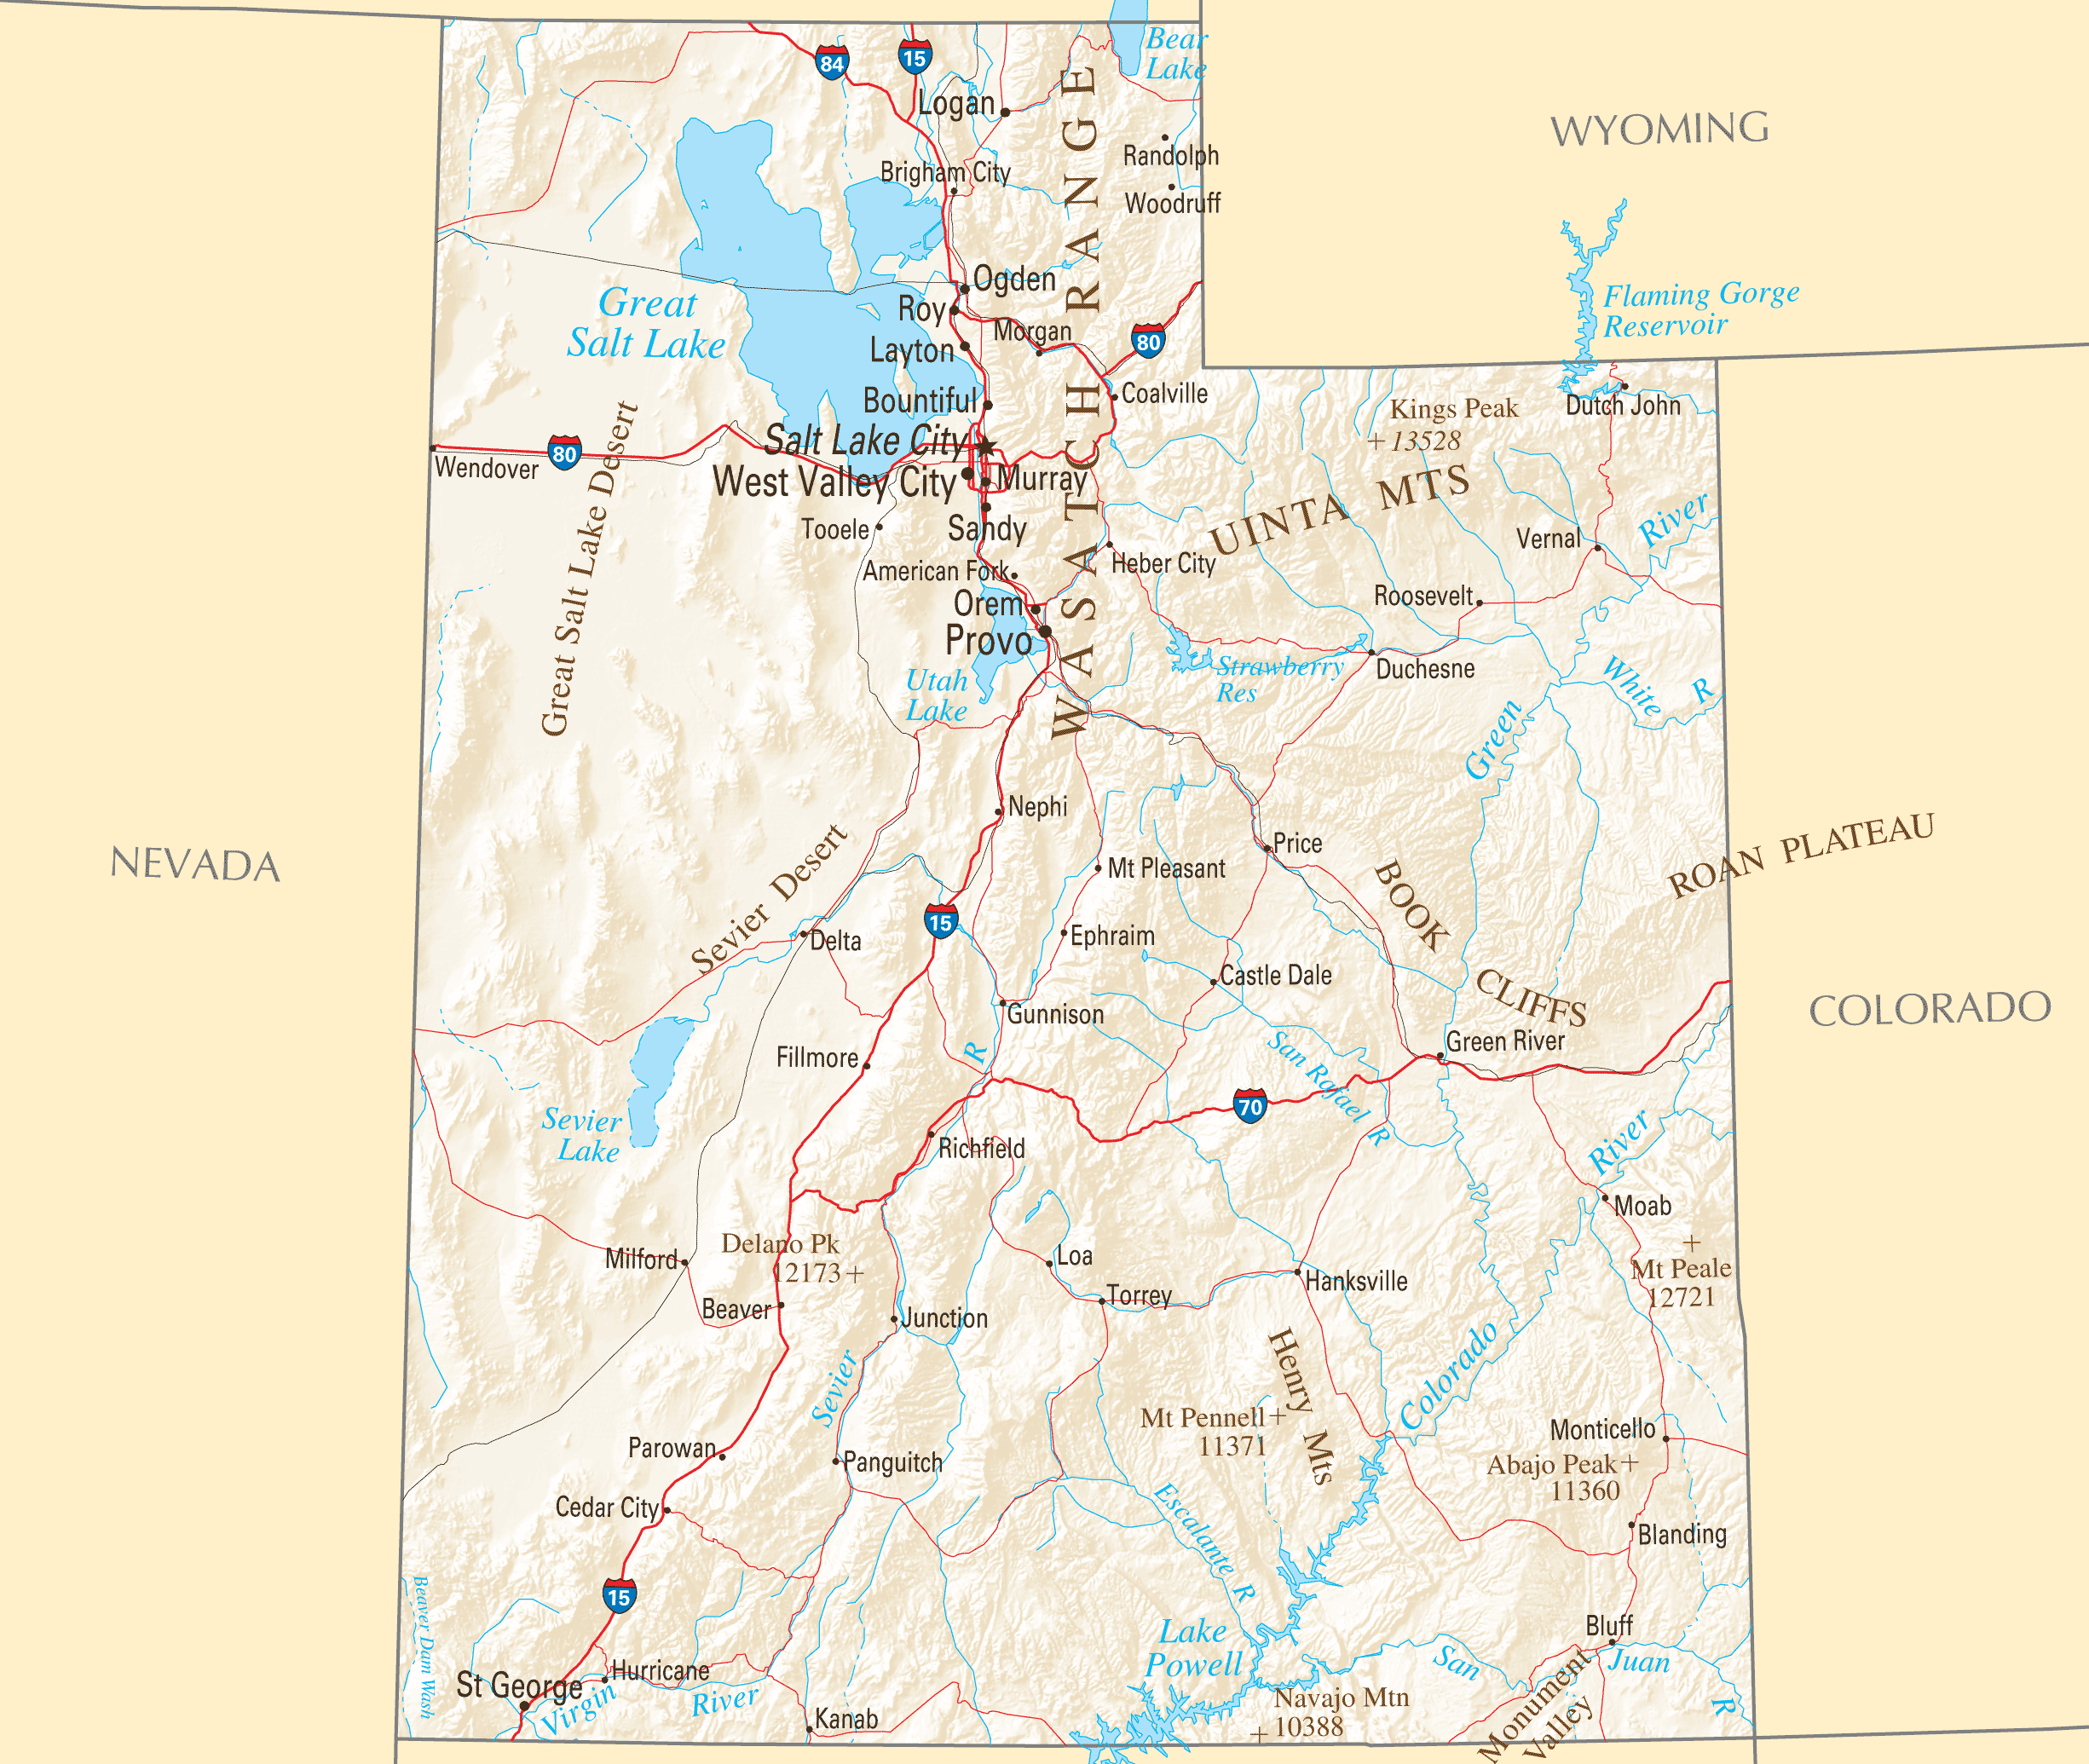 Bear
Lake
84
15
Logan
WYOMING
Randolph
Brigham City
Woodruff
WASATCH RANGE
Ogden
Great
Salt Lake
Roy
Flaming Gorge
Reservoir
Morgan
80
Layton
Coalville
Bountiful
Kings Peak
+13528
Dutch John
Salt Lake City
80
Wendover
West Valley City
Murray
Great Salt Lake Desert
UINTA MTS
Tooele
Sandy
River
Vernal
American Fork
Heber City
Orem
Roosevelt
Provo
Strawberry
Res
Duchesne
Utah
Lake
White R
Green
Nephi
Price
NEVADA
Mt Pleasant
BOOK
CLIFFS
ROAN PLATEAU
Sevier Desert
15
Delta
Ephraim
Castle Dale
COLORADO
Gunnison
Green River
Fillmore
R
San Rafael R
70
Sevier
Lake
Richfield
River
Moab
Delano Pk
12173+
Milford
Loa
+
Mt Peale
12721
Hanksville
Torrey
Beaver
Junction
Henry Mts
Colorado
Sevier
Mt Pennell+
11371
Monticello
Parowan
Panguitch
Abajo Peak+
11360
Cedar City
Escalante R
Blanding
15
Beaver Dam Wash
Bluff
Lake
Powell
San
Juan
R
Hurricane
St George
Virgin
River
Navajo Mtn
+10388
Kanab
Monument
Valley